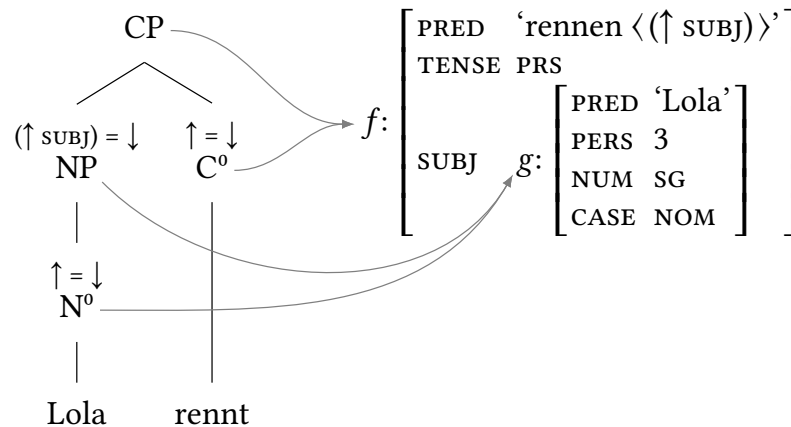 CP
(↑ SUBJ) = ↓ ↑ = ↓
NP C⁰
↑ = ↓
N⁰
Lola rennt
f: PRED ‘rennen ⟨(↑ SUBJ)⟩’
TENSE PRS
SUBJ g: PRED ‘Lola’
PERS 3
NUM SG
CASE NOM